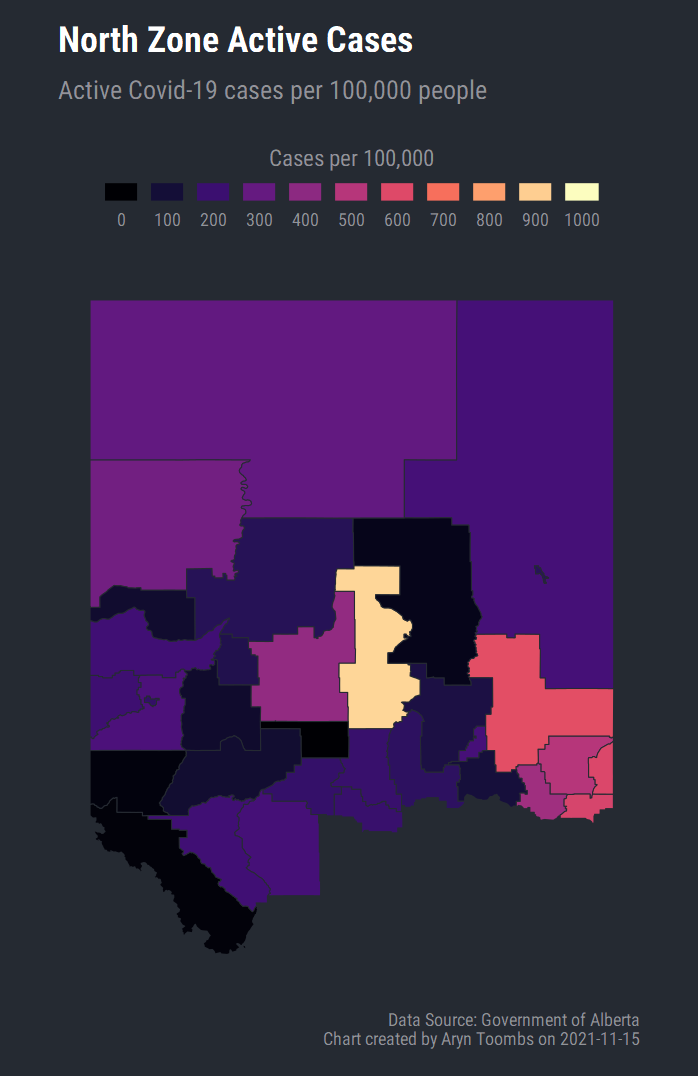 North Zone Active Cases
Active Covid-19 cases per 100,000 people
Cases per 100,000
0 100 200 300 400 500 600 700 800 900 1000
Data Source: Government of Alberta
Chart created by Aryn Toombs on 2021-11-15